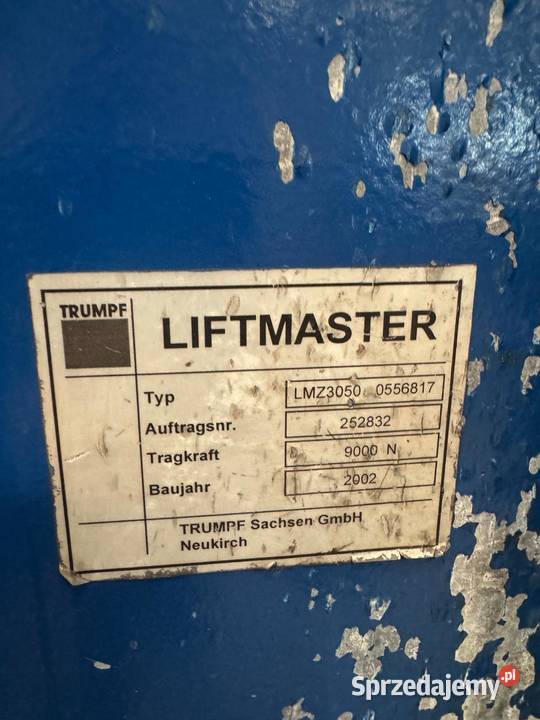 TRUMPF
LIFTMASTER
Typ LMZ3050 0556817
Auftragsnr. 252832
Tragkraft 9000 N
Baujahr 2002
TRUMPF Sachsen GmbH
Neukirch
Sprzedajemy.pl